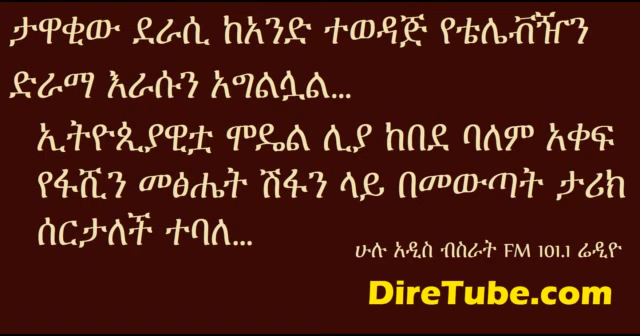 ታዋቂው ደራሲ ከአንድ ተወዳጅ የቴሌቭዥን
ድራማ እራሱን አግልሏል...
ኢትዮጲያዊቷ ሞዴል ሊያ ከበደ ባለም አቀፍ
የፋሺን መፅሔት ሽፋን ላይ በመውጣት ታሪክ
ሰርታለች ተባለ...
ሁሉ አዲስ ብስራት FM 101.1 ሬዲዮ
DireTube.com